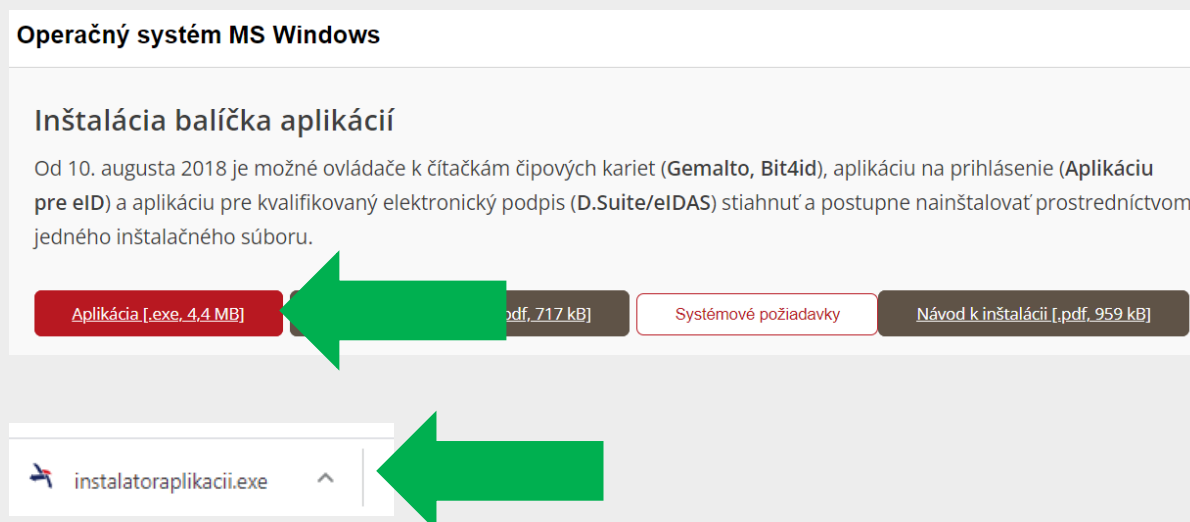 Operačný systém MS Windows
Inštalácia balíčka aplikácií
Od 10. augusta 2018 je možné ovládače k čítačkám čipových kariet (Gemalto, Bit4id), aplikáciu na prihlásenie (Aplikáciu
pre eID) a aplikáciu pre kvalifikovaný elektronický podpis (D.Suite/eIDAS) stiahnuť a postupne nainštalovať prostredníctvom
jedného inštalačného súboru.
Aplikácia [.exe, 4,4 MB]
pdf, 717 kB]
Systémové požiadavky
Návod k inštalácii [.pdf, 959 kB]
instalatoraplikacii.exe